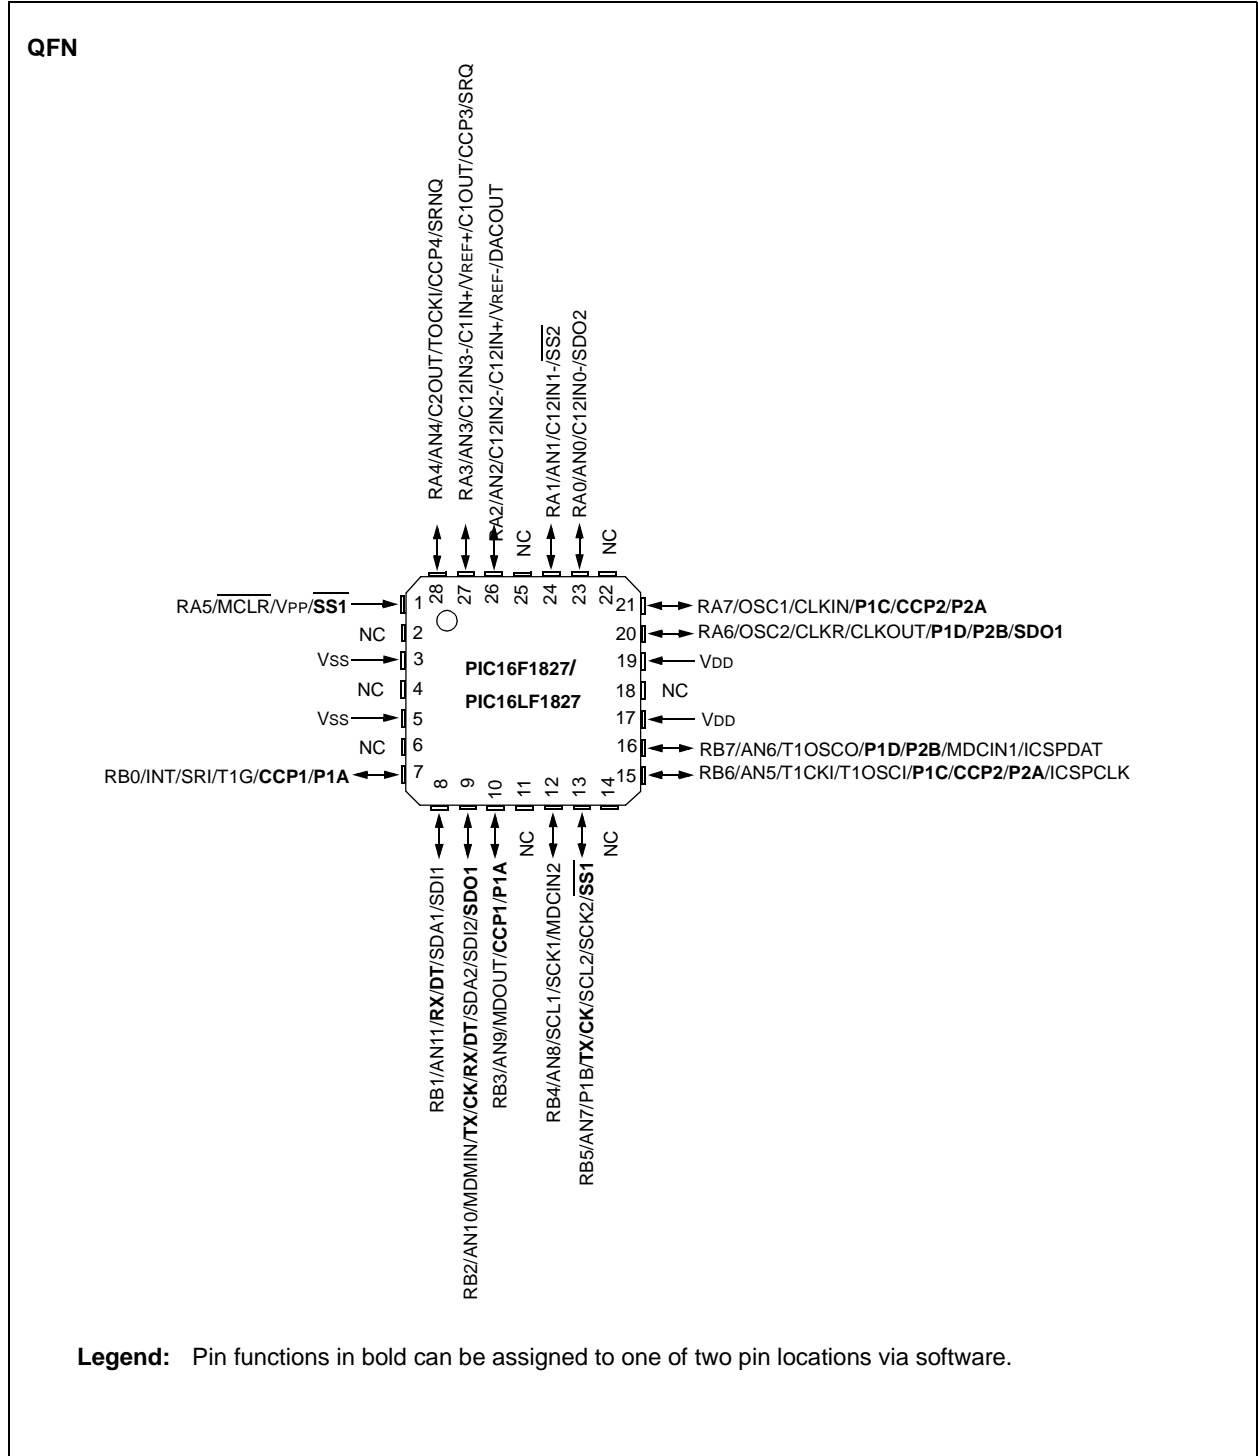 QFN
RA4/AN4/C2OUT/TOCKI/CCP4/SRNQ
RA3/AN3/C12IN3-/C1IN+/VREF+/C1OUT/CCP3/SRQ
RA2/AN2/C12IN2-/C12IN+/VREF-/DACOUT
NC
RA1/AN1/C12IN1-/SS2
RA0/AN0/C12IN0-/SDO2
NC
28 27 26 25 24 23 22
RA5/MCLR/VPP/SS1 1
NC 2
VSS 3
NC 4
VSS 5
NC 6
RB0/INT/SRI/T1G/CCP1/P1A 7
PIC16F1827/
PIC16LF1827
21 RA7/OSC1/CLKIN/P1C/CCP2/P2A
20 RA6/OSC2/CLKR/CLKOUT/P1D/P2B/SDO1
19 VDD
18 NC
17 VDD
16 RB7/AN6/T1OSCO/P1D/P2B/MDCIN1/ICSPDAT
15 RB6/AN5/T1CKI/T1OSCI/P1C/CCP2/P2A/ICSPCLK
8 9 10 11 12 13 14
RB1/AN11/RX/DT/SDA1/SDI1
RB2/AN10/MDMIN/TX/CK/RX/DT/SDA2/SDI2/SDO1
RB3/AN9/MDOUT/CCP1/P1A
NC
RB4/AN8/SCL1/SCK1/MDCIN2
RB5/AN7/P1B/TX/CK/SCL2/SCK2/SS1
NC
Legend: Pin functions in bold can be assigned to one of two pin locations via software.